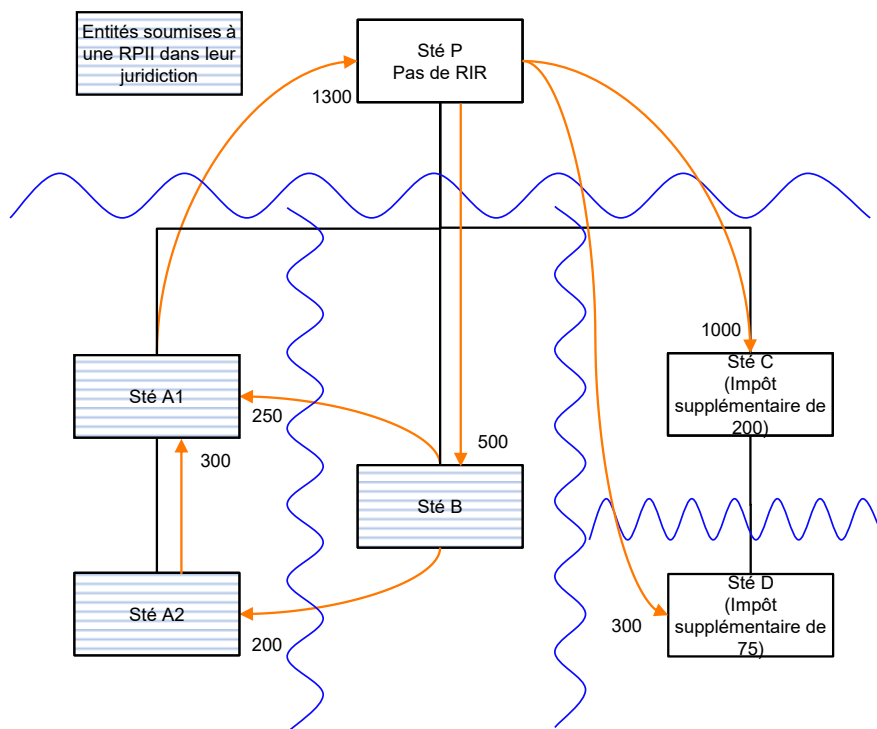 Entités soumises à
une RPII dans leur
juridiction
Sté P
Pas de RIR
1300
1000
Sté A1
Sté C
(Impôt
supplémentaire de
200)
250
300
500
Sté B
Sté A2
200
300
Sté D
(Impôt
supplémentaire de
75)